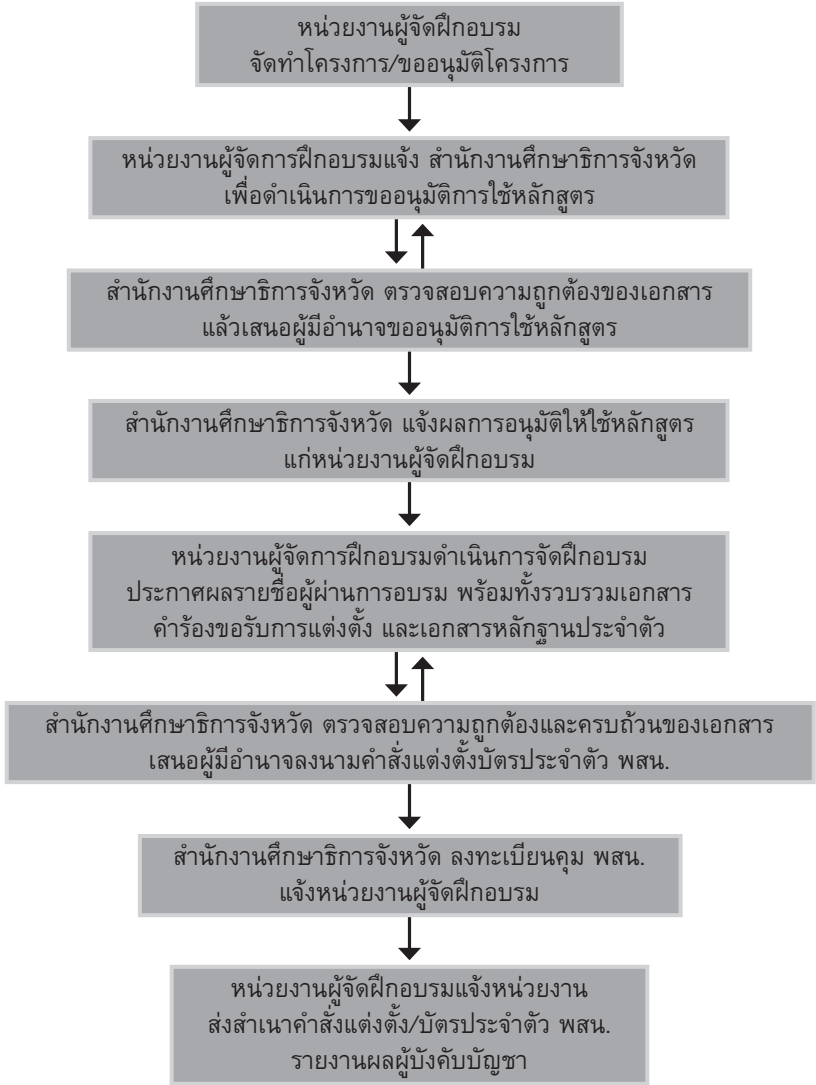 หน่วยงานผู้จัดฝึกอบรม
จัดทำโครงการ/ขออนุมัติโครงการ
หน่วยงานผู้จัดการฝึกอบรมแจ้ง สำนักงานศึกษาธิการจังหวัด
เพื่อดำเนินการขออนุมัติการใช้หลักสูตร
สำนักงานศึกษาธิการจังหวัด ตรวจสอบความถูกต้องของเอกสาร
แล้วเสนอผู้มีอำนาจขออนุมัติการใช้หลักสูตร
สำนักงานศึกษาธิการจังหวัด แจ้งผลการอนุมัติให้ใช้หลักสูตร
แก่หน่วยงานผู้จัดฝึกอบรม
หน่วยงานผู้จัดการฝึกอบรมดำเนินการจัดฝึกอบรม
ประกาศผลรายชื่อผู้ผ่านการอบรม พร้อมทั้งรวบรวมเอกสาร
คำร้องขอรับการแต่งตั้ง และเอกสารหลักฐานประจำตัว
สำนักงานศึกษาธิการจังหวัด ตรวจสอบความถูกต้องและครบถ้วนของเอกสาร
เสนอผู้มีอำนาจลงนามคำสั่งแต่งตั้งบัตรประจำตัว พสน.
สำนักงานศึกษาธิการจังหวัด ลงทะเบียนคุม พสน.
แจ้งหน่วยงานผู้จัดฝึกอบรม
หน่วยงานผู้จัดฝึกอบรมแจ้งหน่วยงาน
ส่งสำเนาคำสั่งแต่งตั้ง/บัตรประจำตัว พสน.
รายงานผลผู้บังคับบัญชา